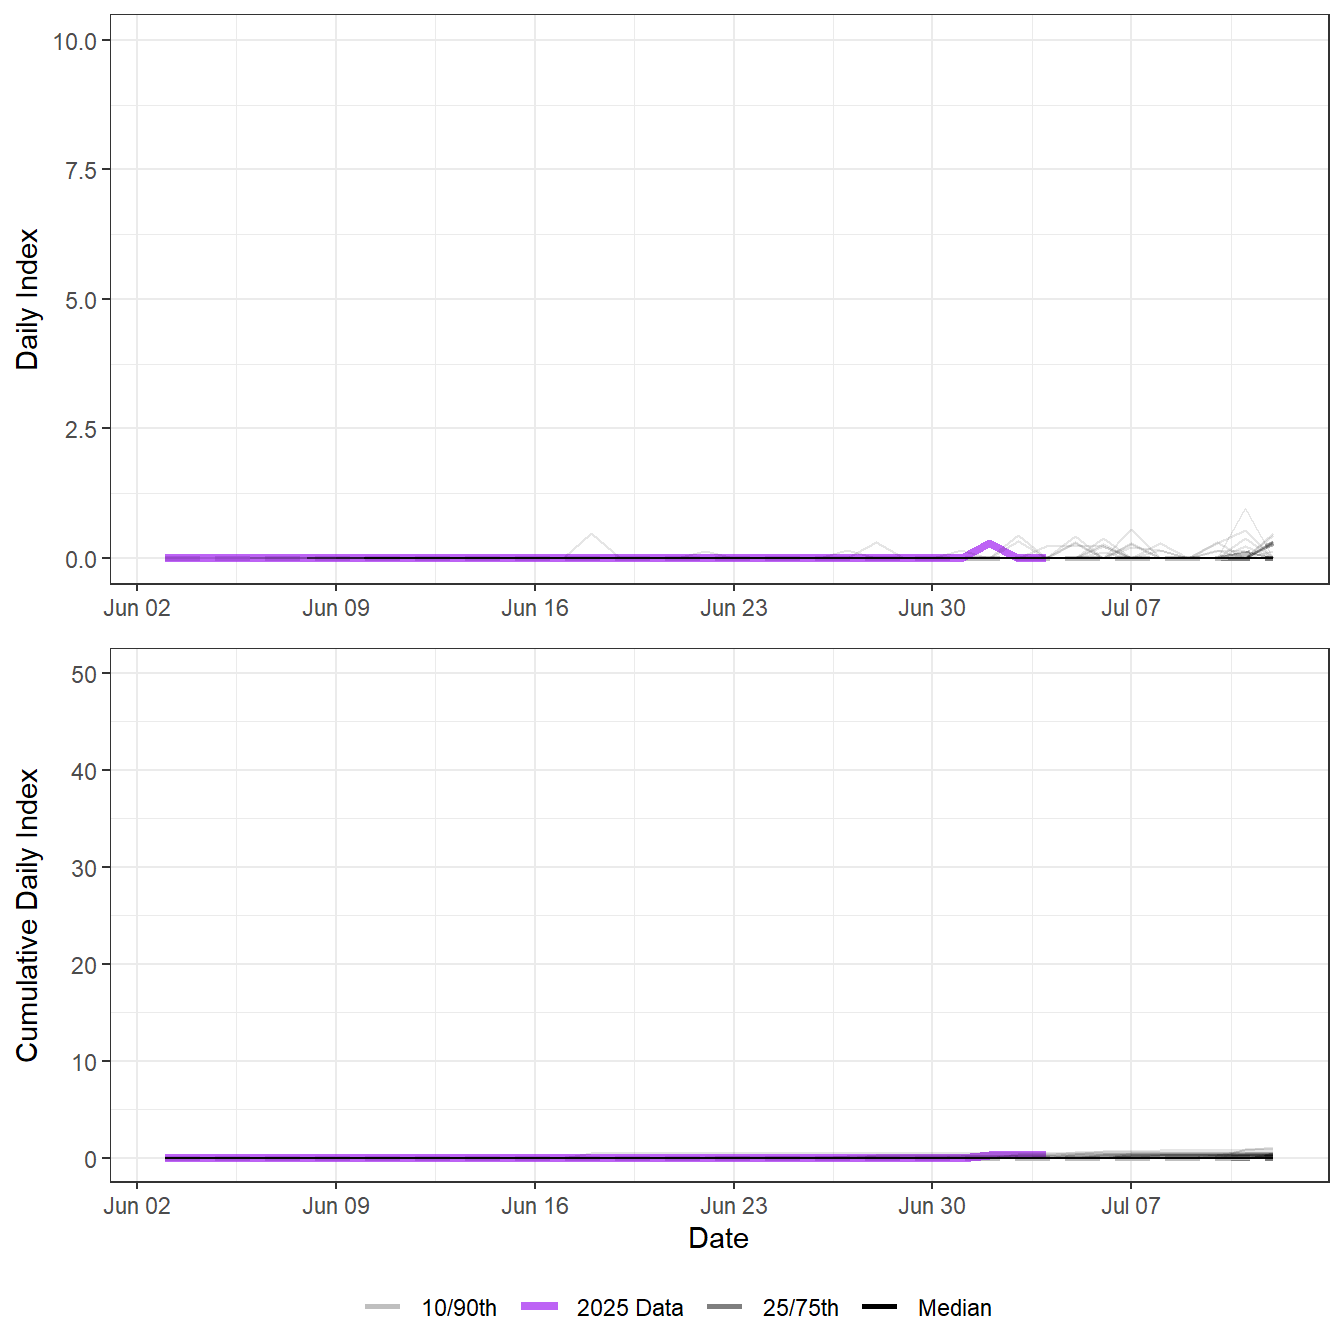 Daily Index
10.0
7.5
5.0
2.5
0.0
Jun 02 Jun 09 Jun 16 Jun 23 Jun 30 Jul 07
Cumulative Daily Index
50
40
30
20
10
0
Jun 02 Jun 09 Jun 16 Jun 23 Jun 30 Jul 07
Date
10/90th 2025 Data 25/75th Median